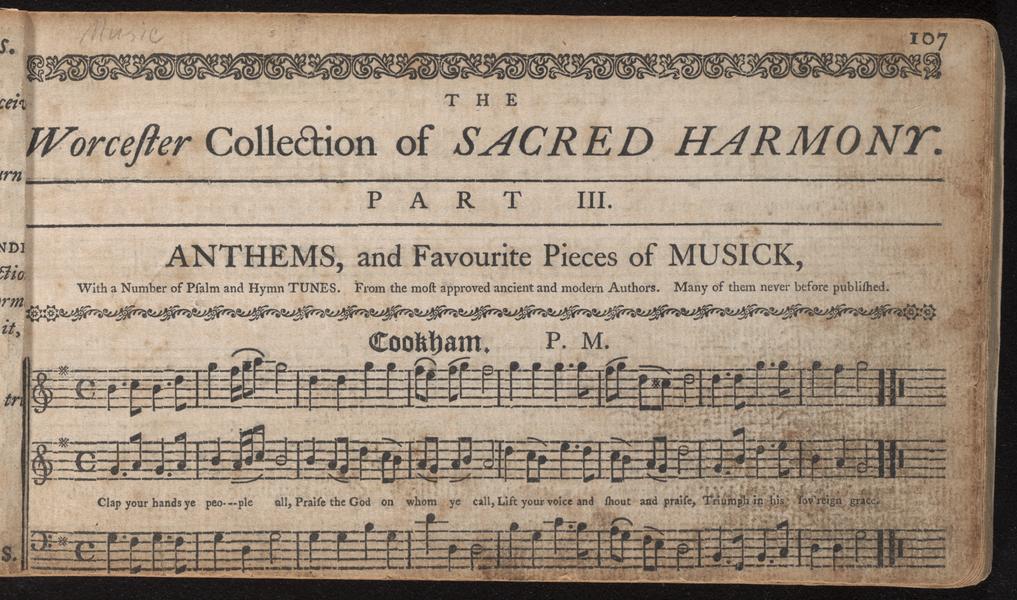 Music
107
THE
Worceſter Collection of SACRED HARMONY.
PART III.
ANTHEMS, and Favourite Pieces of MUSICK,
With a Number of Pſalm and Hymn TUNES. From the moſt approved ancient and modern Authors. Many of them never before publiſhed.
Cookham. P. M.
Clap your hands ye peo---ple all, Praiſe the God on whom ye call, Lift your voice and ſhout and praiſe, Triumph in his ſov'reign grace.